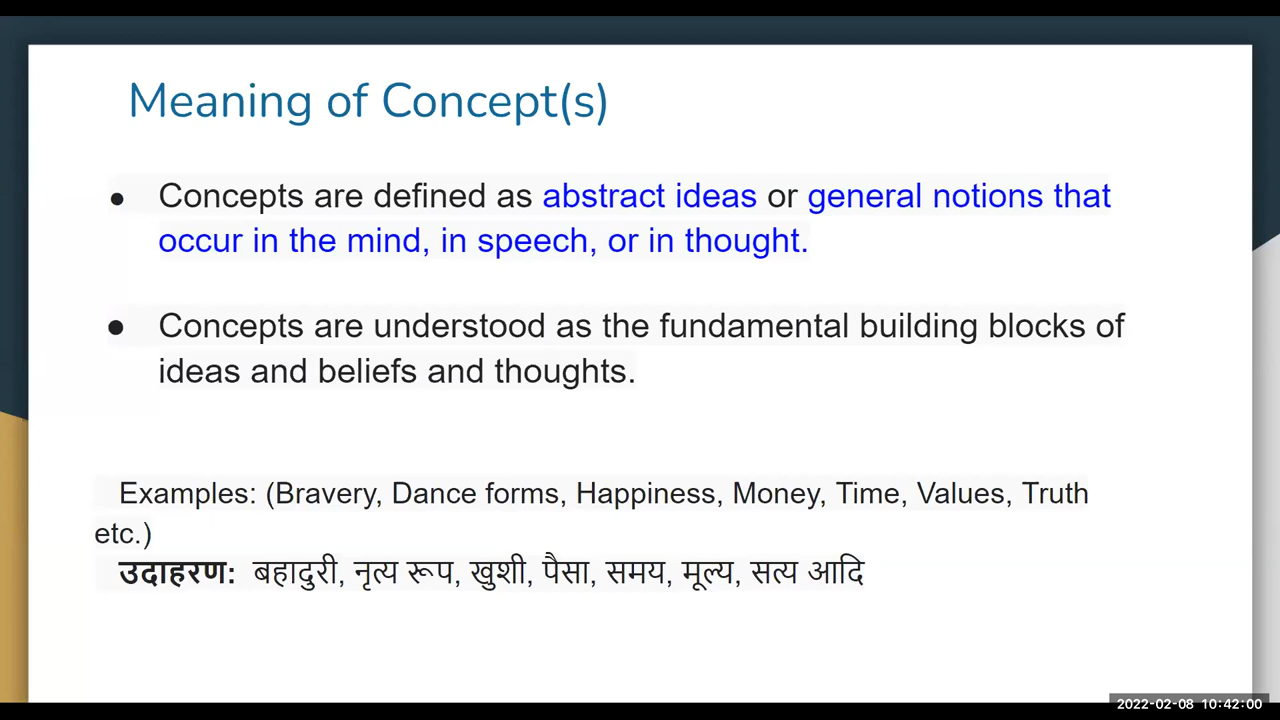 Meaning of Concept(s)
● Concepts are defined as abstract ideas or general notions that
occur in the mind, in speech, or in thought.
● Concepts are understood as the fundamental building blocks of
ideas and beliefs and thoughts.
Examples: (Bravery, Dance forms, Happiness, Money, Time, Values, Truth
etc.)
उदाहरण: बहादुरी, नृत्य रूप, खुशी, पैसा, समय, मूल्य, सत्य आदि
2022-02-08 10:42:00